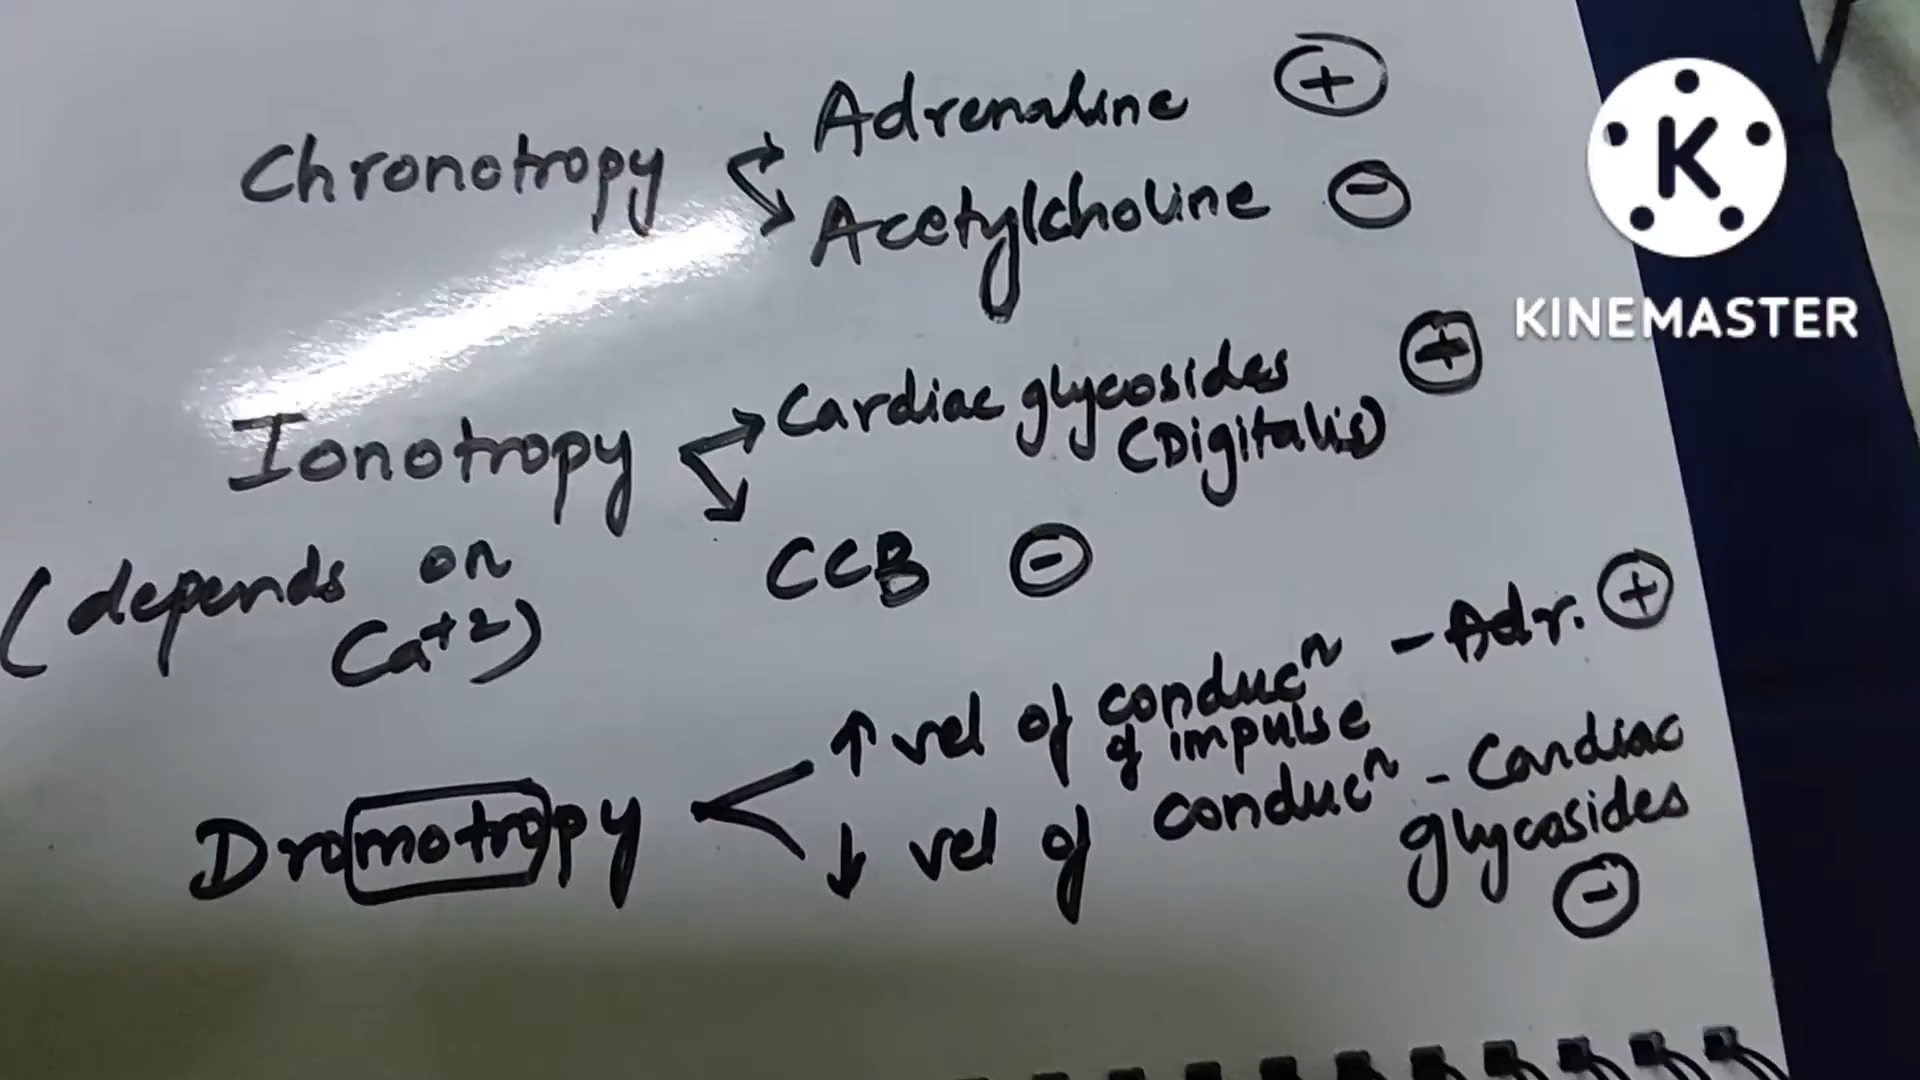 Chronotropy
Adrenaline +
Acetylcholine -
Ionotropy
(depends on
Ca+2)
Cardiac glycosides +
(Digitalis)
CCB -
Dromotropy
↑ vel of conducn - Adr. +
of impulse
↓ vel of conducn - Cardiac
glycosides
-
K
KINEMASTER